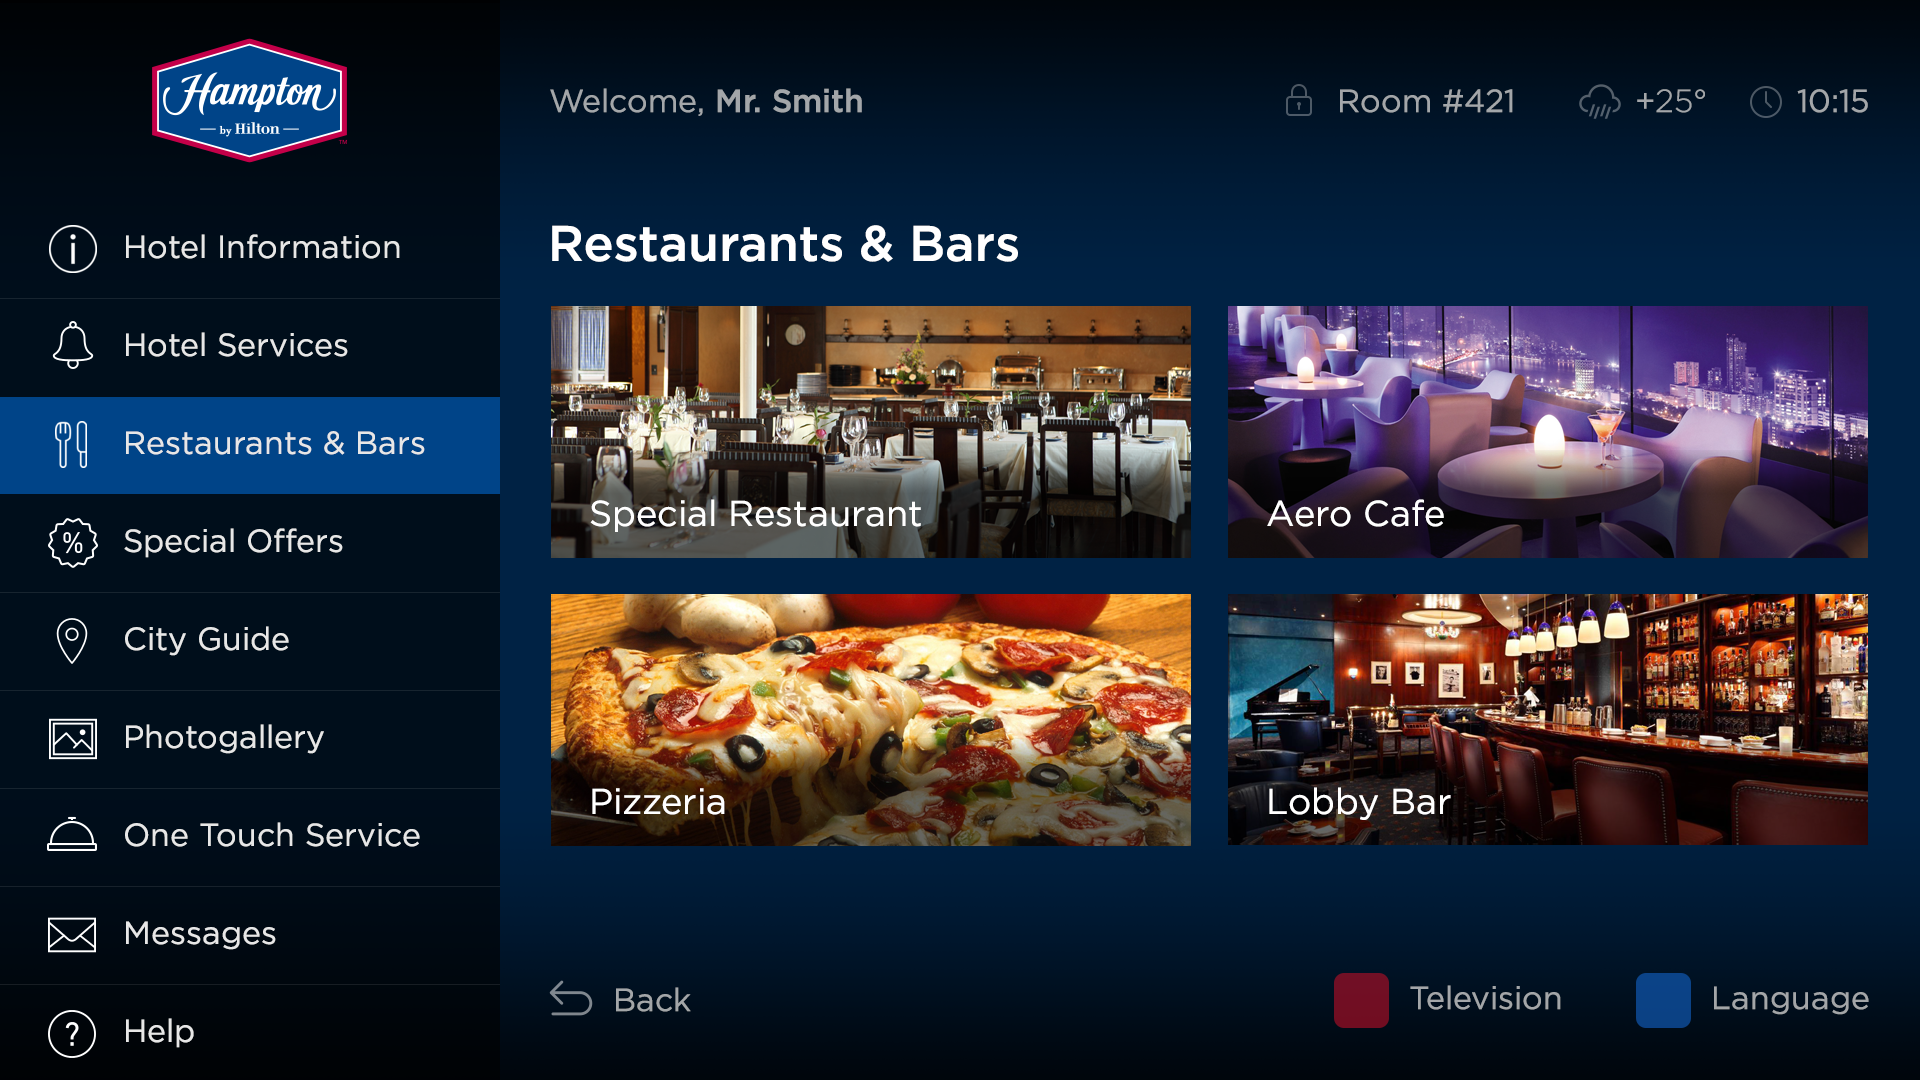 Hampton
by Hilton
TM
Welcome, Mr. Smith
Room #421
+25°
10:15
Hotel Information
Hotel Services
Restaurants & Bars
% Special Offers
City Guide
Photogallery
One Touch Service
Messages
? Help
Restaurants & Bars
Special Restaurant
Aero Cafe
Pizzeria
Lobby Bar
Back
Television
Language